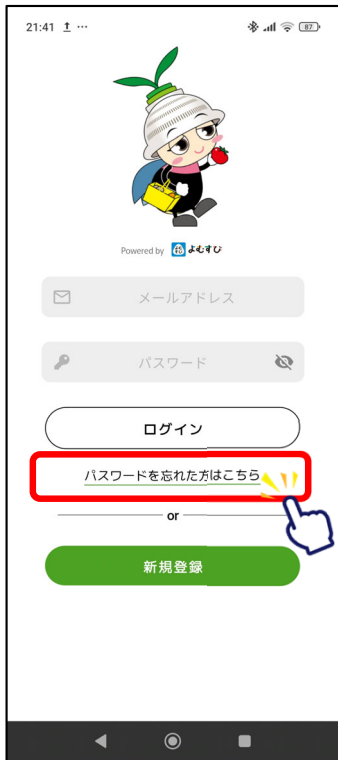 21:41
87
Powered by よむすび
メールアドレス
パスワード
ログイン
パスワードを忘れた方はこちら
or
新規登録